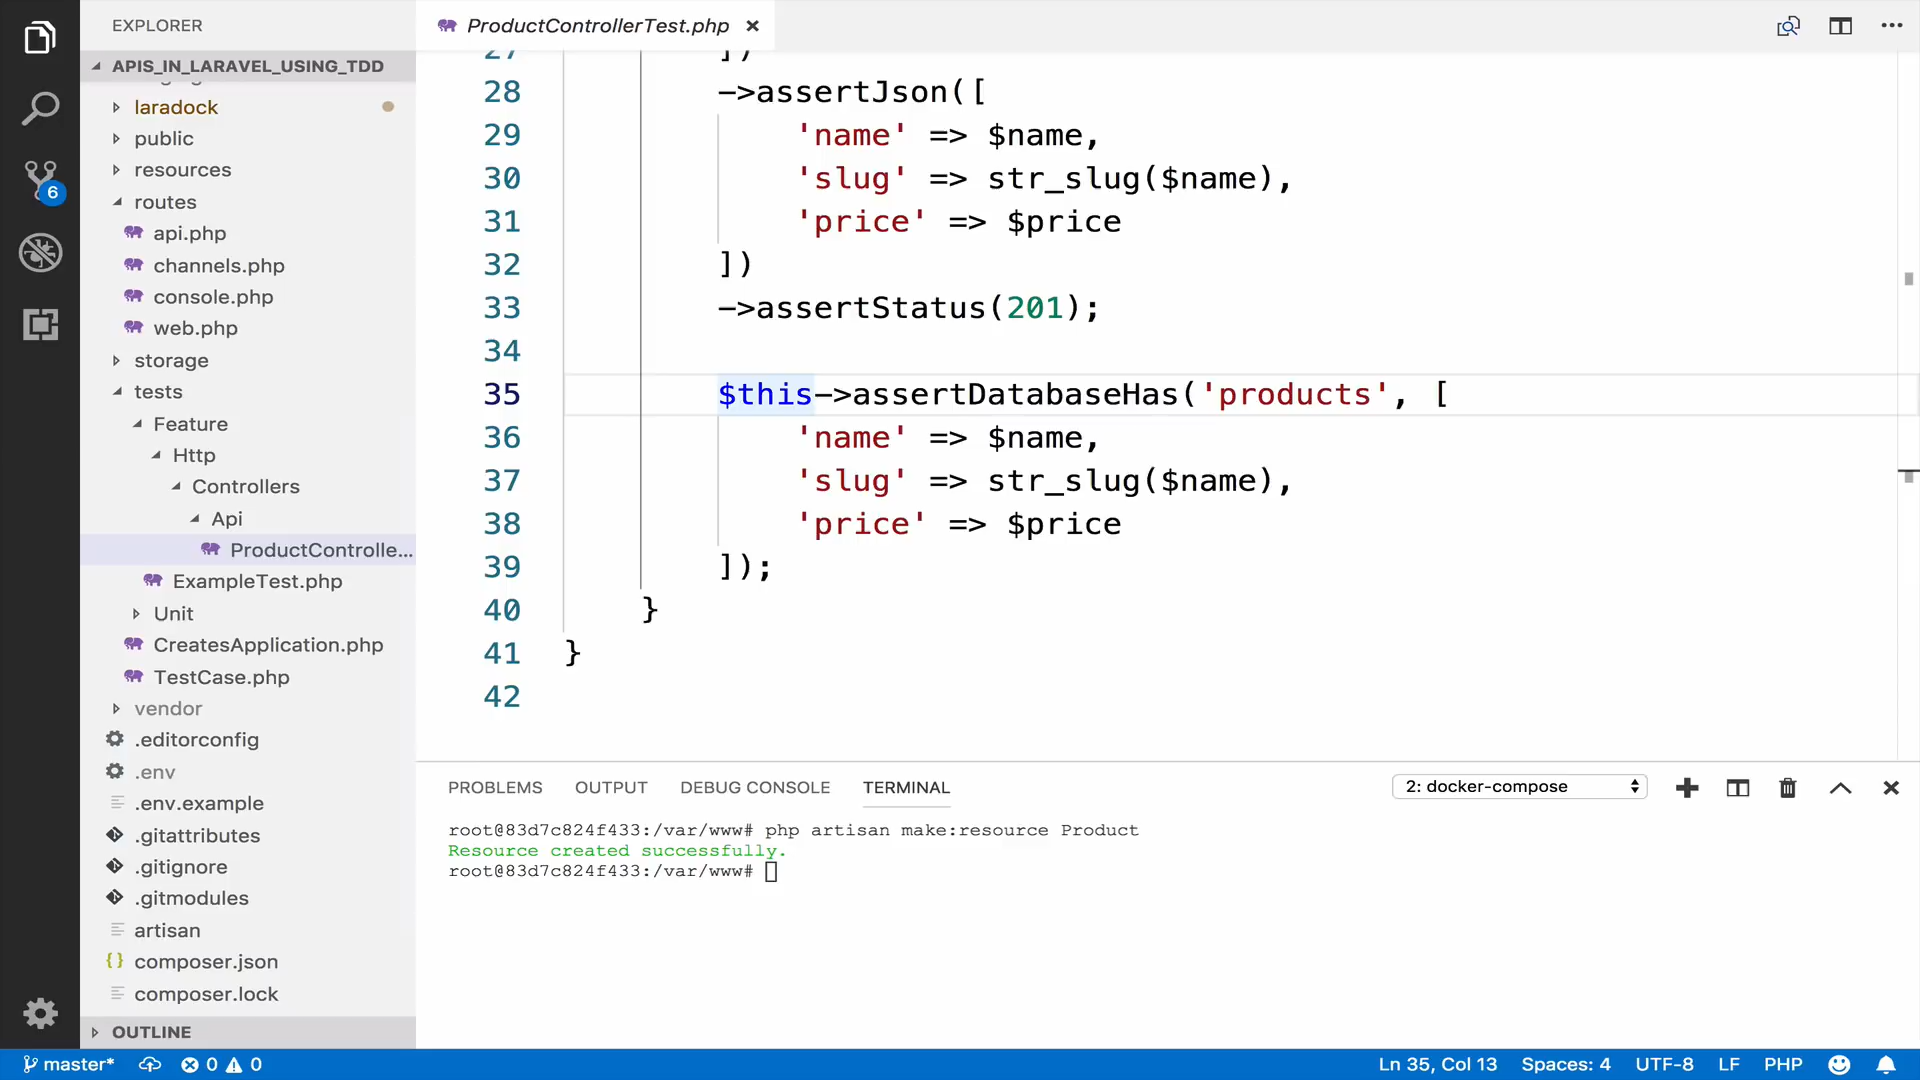 EXPLORER
APIS_IN_LARAVEL_USING_TDD
laradock
public
resources
routes
api.php
channels.php
console.php
web.php
storage
tests
Feature
Http
Controllers
Api
ProductControlle...
ExampleTest.php
Unit
CreatesApplication.php
TestCase.php
vendor
.editorconfig
.env
.env.example
.gitattributes
.gitignore
.gitmodules
artisan
composer.json
composer.lock
OUTLINE
6
ProductControllerTest.php
27 ])
28 ->assertJson([
29 'name' => $name,
30 'slug' => str_slug($name),
31 'price' => $price
32 ])
33 ->assertStatus(201);
34
35 $this->assertDatabaseHas('products', [
36 'name' => $name,
37 'slug' => str_slug($name),
38 'price' => $price
39 ]);
40 }
41 }
42
PROBLEMS OUTPUT DEBUG CONSOLE TERMINAL 2: docker-compose
root@83d7c824f433:/var/www# php artisan make:resource Product
Resource created successfully.
root@83d7c824f433:/var/www#
master* 0 0 Ln 35, Col 13 Spaces: 4 UTF-8 LF PHP